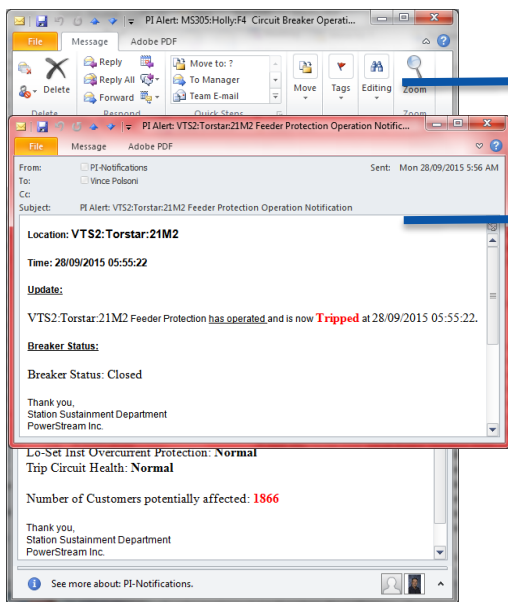 PI Alert: MS305:Holly:F4 Circuit Breaker Operati...
File Message Adobe PDF
Delete
Reply
Reply All
Forward
Move to: ?
To Manager
Team E-mail
Move
Tags
Editing
Zoom
Delete Respond Quick Steps Zoom
PI Alert: VTS2:Torstar:21M2 Feeder Protection Operation Notific...
File Message Adobe PDF
From: PI-Notifications Sent: Mon 28/09/2015 5:56 AM
To: Vince Polsoni
Cc:
Subject: PI Alert: VTS2:Torstar:21M2 Feeder Protection Operation Notification
Location: VTS2:Torstar:21M2
Time: 28/09/2015 05:55:22
Update:
VTS2:Torstar:21M2 Feeder Protection has operated and is now Tripped at 28/09/2015 05:55:22.
Breaker Status:
Breaker Status: Closed
Thank you,
Station Sustainment Department
PowerStream Inc.
Lo-Set Inst Overcurrent Protection: Normal
Trip Circuit Health: Normal
Number of Customers potentially affected: 1866
Thank you,
Station Sustainment Department
PowerStream Inc.
See more about: PI-Notifications.